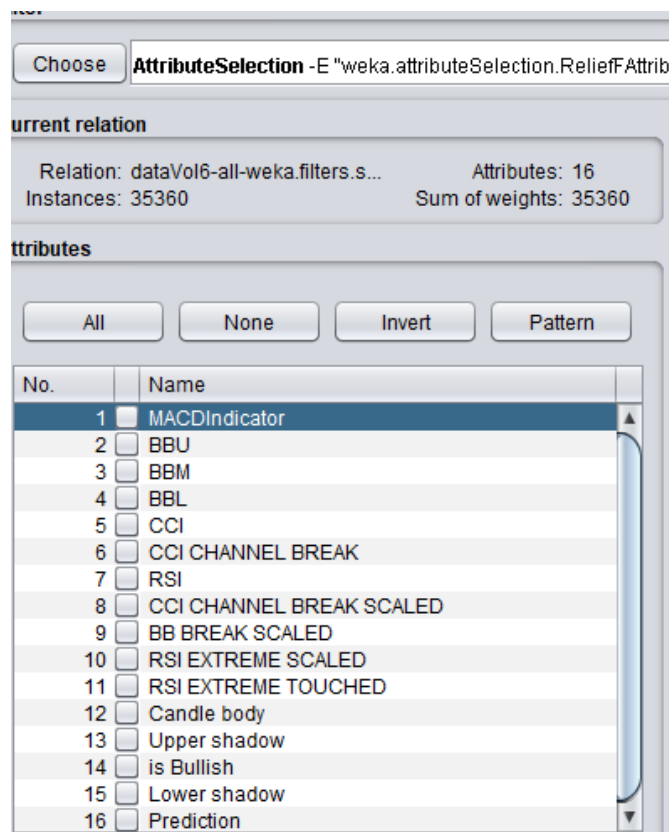 Choose AttributeSelection -E "weka.attributeSelection.ReliefFAttrib
urrent relation
Relation: dataVol6-all-weka.filters.s... Attributes: 16
Instances: 35360 Sum of weights: 35360
ttributes
All None Invert Pattern
No. Name
1 MACDIndicator
2 BBU
3 BBM
4 BBL
5 CCI
6 CCI CHANNEL BREAK
7 RSI
8 CCI CHANNEL BREAK SCALED
9 BB BREAK SCALED
10 RSI EXTREME SCALED
11 RSI EXTREME TOUCHED
12 Candle body
13 Upper shadow
14 is Bullish
15 Lower shadow
16 Prediction